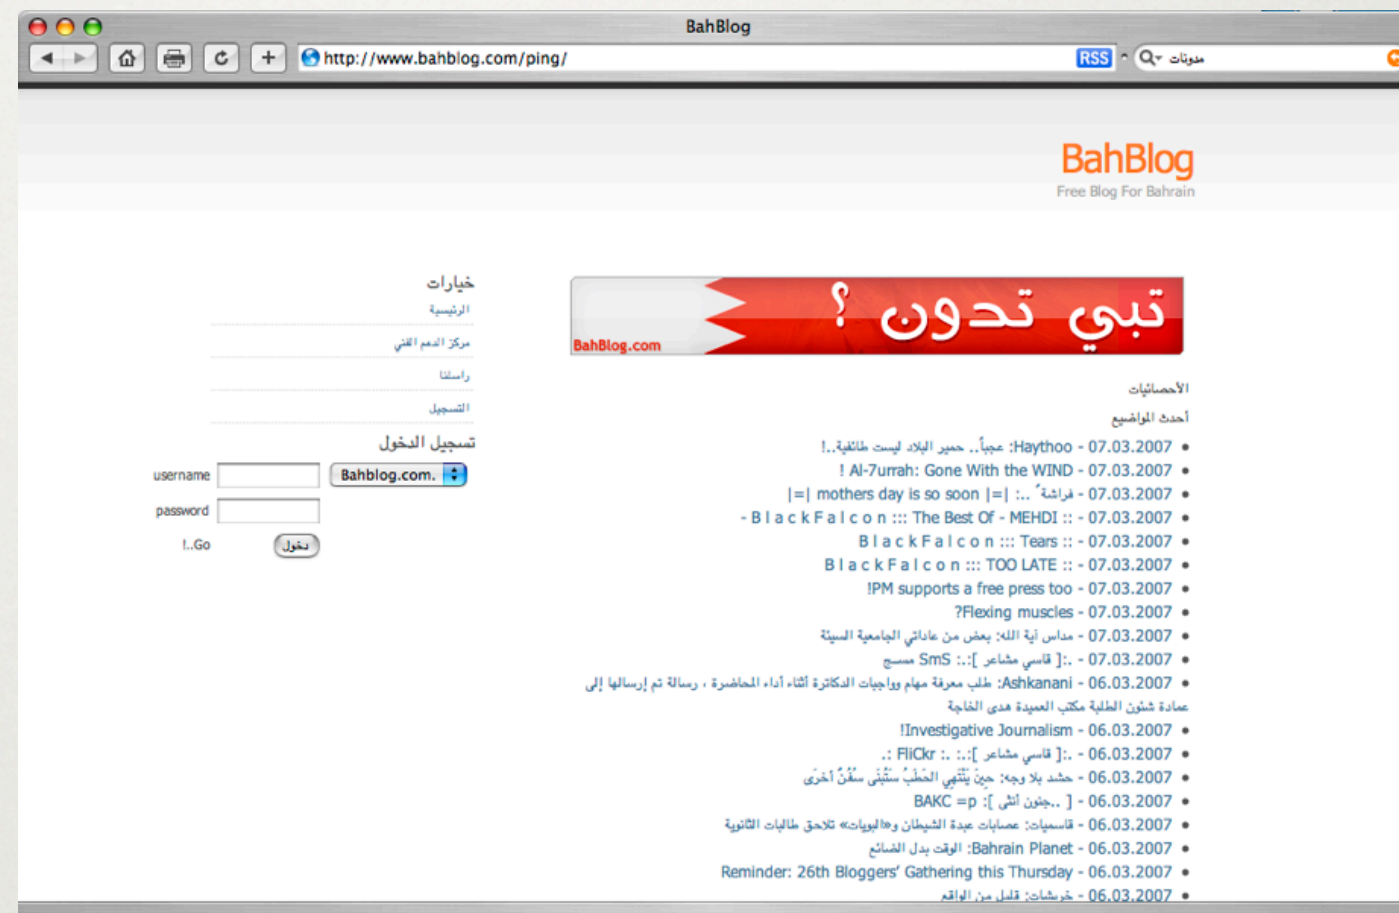 BahBlog
http://www.bahblog.com/ping/
RSS
مدونات
BahBlog
Free Blog For Bahrain
تبي تدون ؟
BahBlog.com
الأحصائيات
أحدث المواضيع
07.03.2007 - Haythoo: عجباً.. حمير البلاد ليست طائفية..!
07.03.2007 - Al-7urrah: Gone With the WIND !
07.03.2007 - فراشة ً ..: |=| mothers day is so soon |=|
07.03.2007 - :: B l a c k F a l c o n ::: The Best Of - MEHDI -
07.03.2007 - :: B l a c k F a l c o n ::: Tears
07.03.2007 - :: B l a c k F a l c o n ::: TOO LATE
07.03.2007 - PM supports a free press too!
07.03.2007 - Flexing muscles?
07.03.2007 - مداس آية الله: بعض من عاداتي الجامعية السيئة
07.03.2007 - .:[ قاسي مشاعر ]:.: SmS مسج
06.03.2007 - Ashkanani: طلب معرفة مهام وواجبات الدكاترة أثناء أداء المحاضرة ، رسالة تم إرسالها إلى
عمادة شئون الطلبة مكتب العميدة هدى الخاجة
06.03.2007 - Investigative Journalism!
06.03.2007 - .:[ قاسي مشاعر ]:.: .: FliCkr :.
06.03.2007 - حشد بلا وجه: حينَ يَنْتَهِي الحَطَبُ سَتُبْنَى سُفُنٌ أخرَى
06.03.2007 - [ ..جنون أنثى ]: BAKC =p
06.03.2007 - قاسميات: عصابات عبدة الشيطان و«البويات» تلاحق طالبات الثانوية
06.03.2007 - Bahrain Planet: الوقت بدل الضائع
06.03.2007 - Reminder: 26th Bloggers' Gathering this Thursday
06.03.2007 - خربشات: قليل من الواقع
خيارات
الرئيسية
مركز الدعم الفني
راسلنا
التسجيل
تسجيل الدخول
username Bahblog.com.
password
Go..! دخول